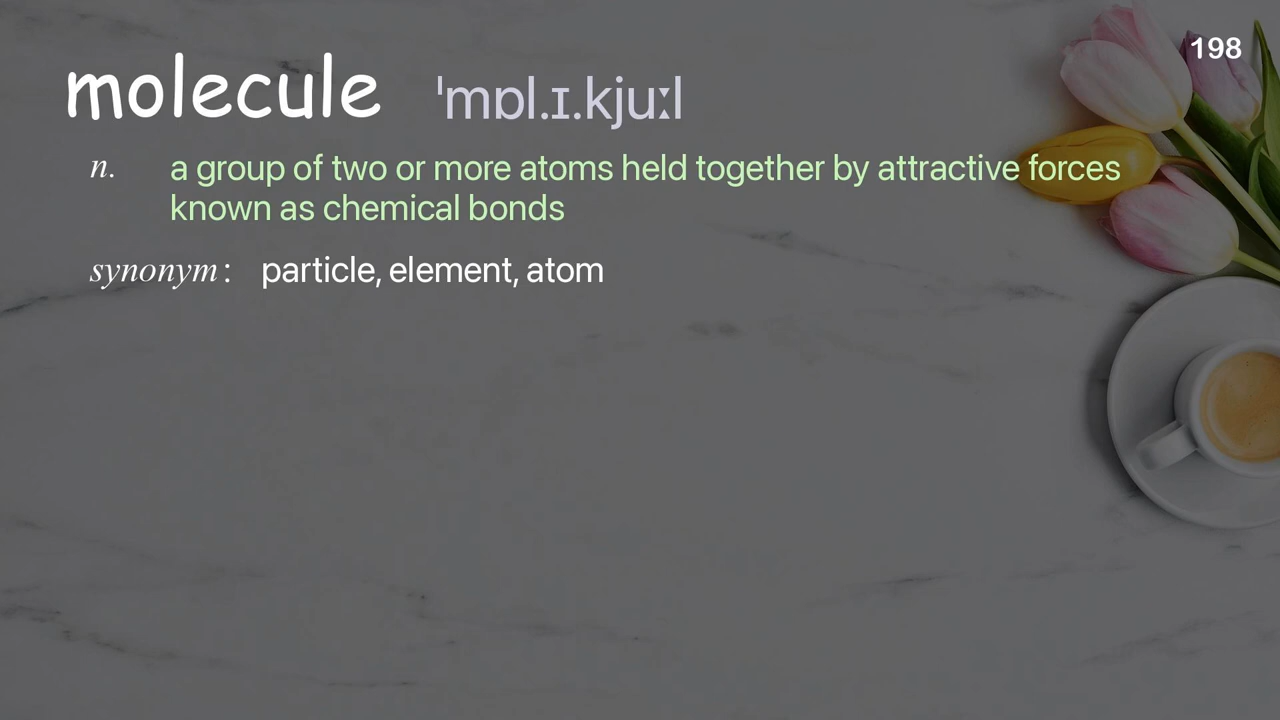 198
molecule ˈmɒl.ɪ.kjuːl
n. a group of two or more atoms held together by attractive forces
known as chemical bonds
synonym: particle, element, atom